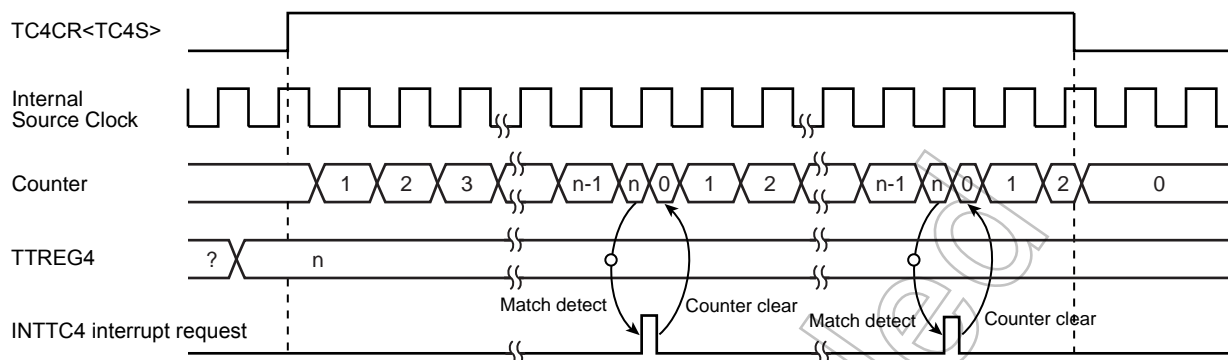 TC4CR<TC4S>
Internal
Source Clock
Counter
1 2 3 n-1 n 0 1 2 n-1 n 0 1 2 0
TTREG4
? n
Match detect Counter clear Match detect Counter clear
INTTC4 interrupt request